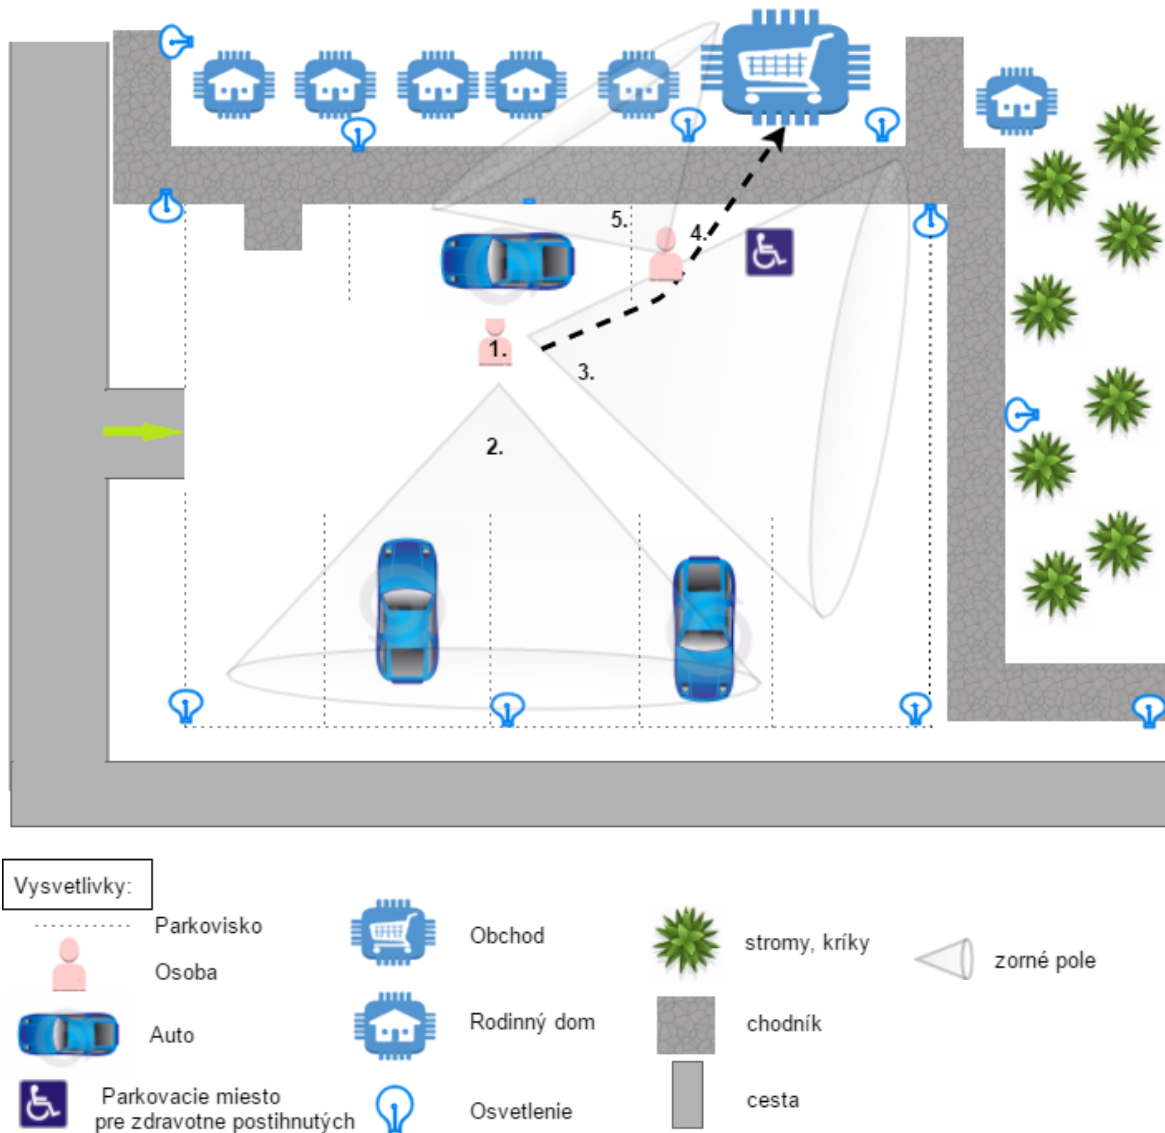 5.
4.
1.
3.
2.
Vysvetlivky:
Parkovisko
Osoba
Auto
Parkovacie miesto
pre zdravotne postihnutých
Obchod
Rodinný dom
Osvetlenie
stromy, kríky
chodník
cesta
zorné pole